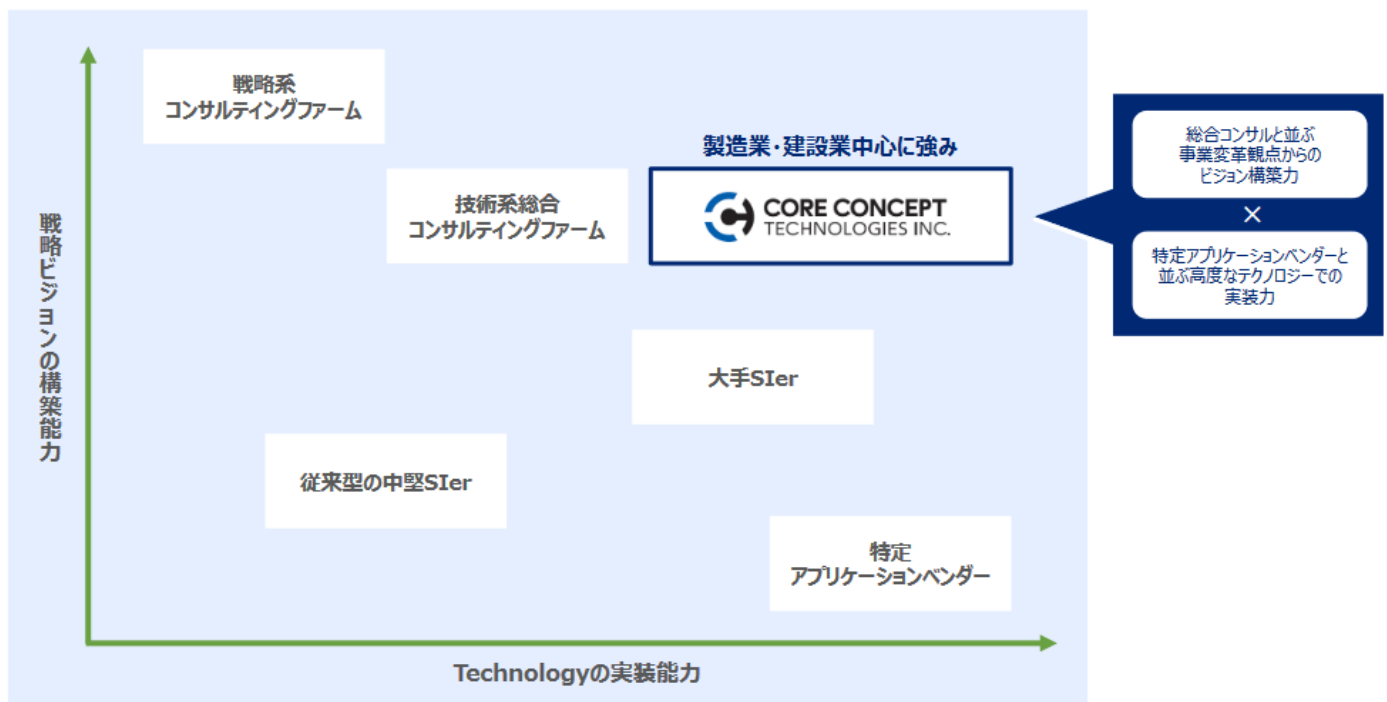 戦略系
コンサルティングファーム
製造業・建設業中心に強み
技術系総合
コンサルティングファーム
CORE CONCEPT
TECHNOLOGIES INC.
総合コンサルと並ぶ
事業変革観点からの
ビジョン構築力
×
特定アプリケーションベンダーと
並ぶ高度なテクノロジーでの
実装力
戦略ビジョンの構築能力
大手SIer
従来型の中堅SIer
特定
アプリケーションベンダー
Technologyの実装能力